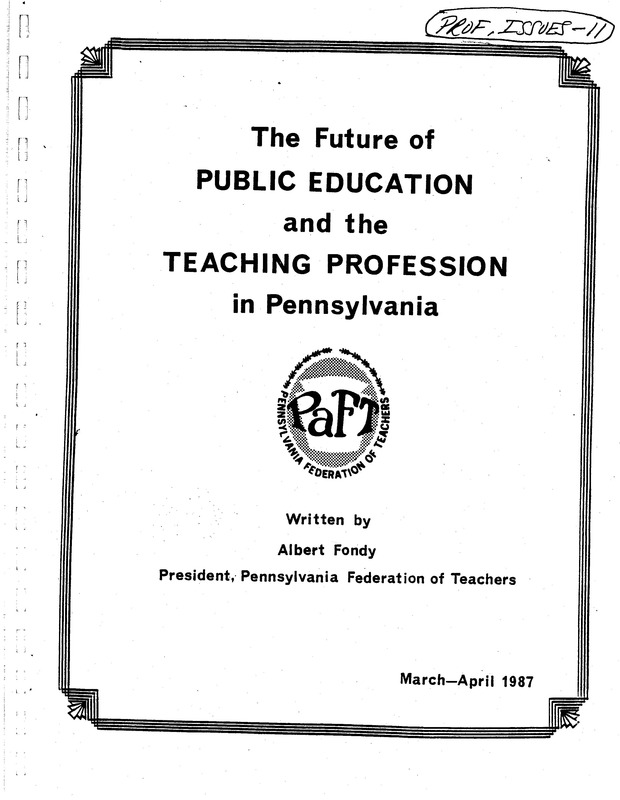 PROF. ISSUES-11
The Future of
PUBLIC EDUCATION
and the
TEACHING PROFESSION
in Pennsylvania
PaFT
PENNSYLVANIA FEDERATION OF TEACHERS
Written by
Albert Fondy
President, Pennsylvania Federation of Teachers
March—April 1987